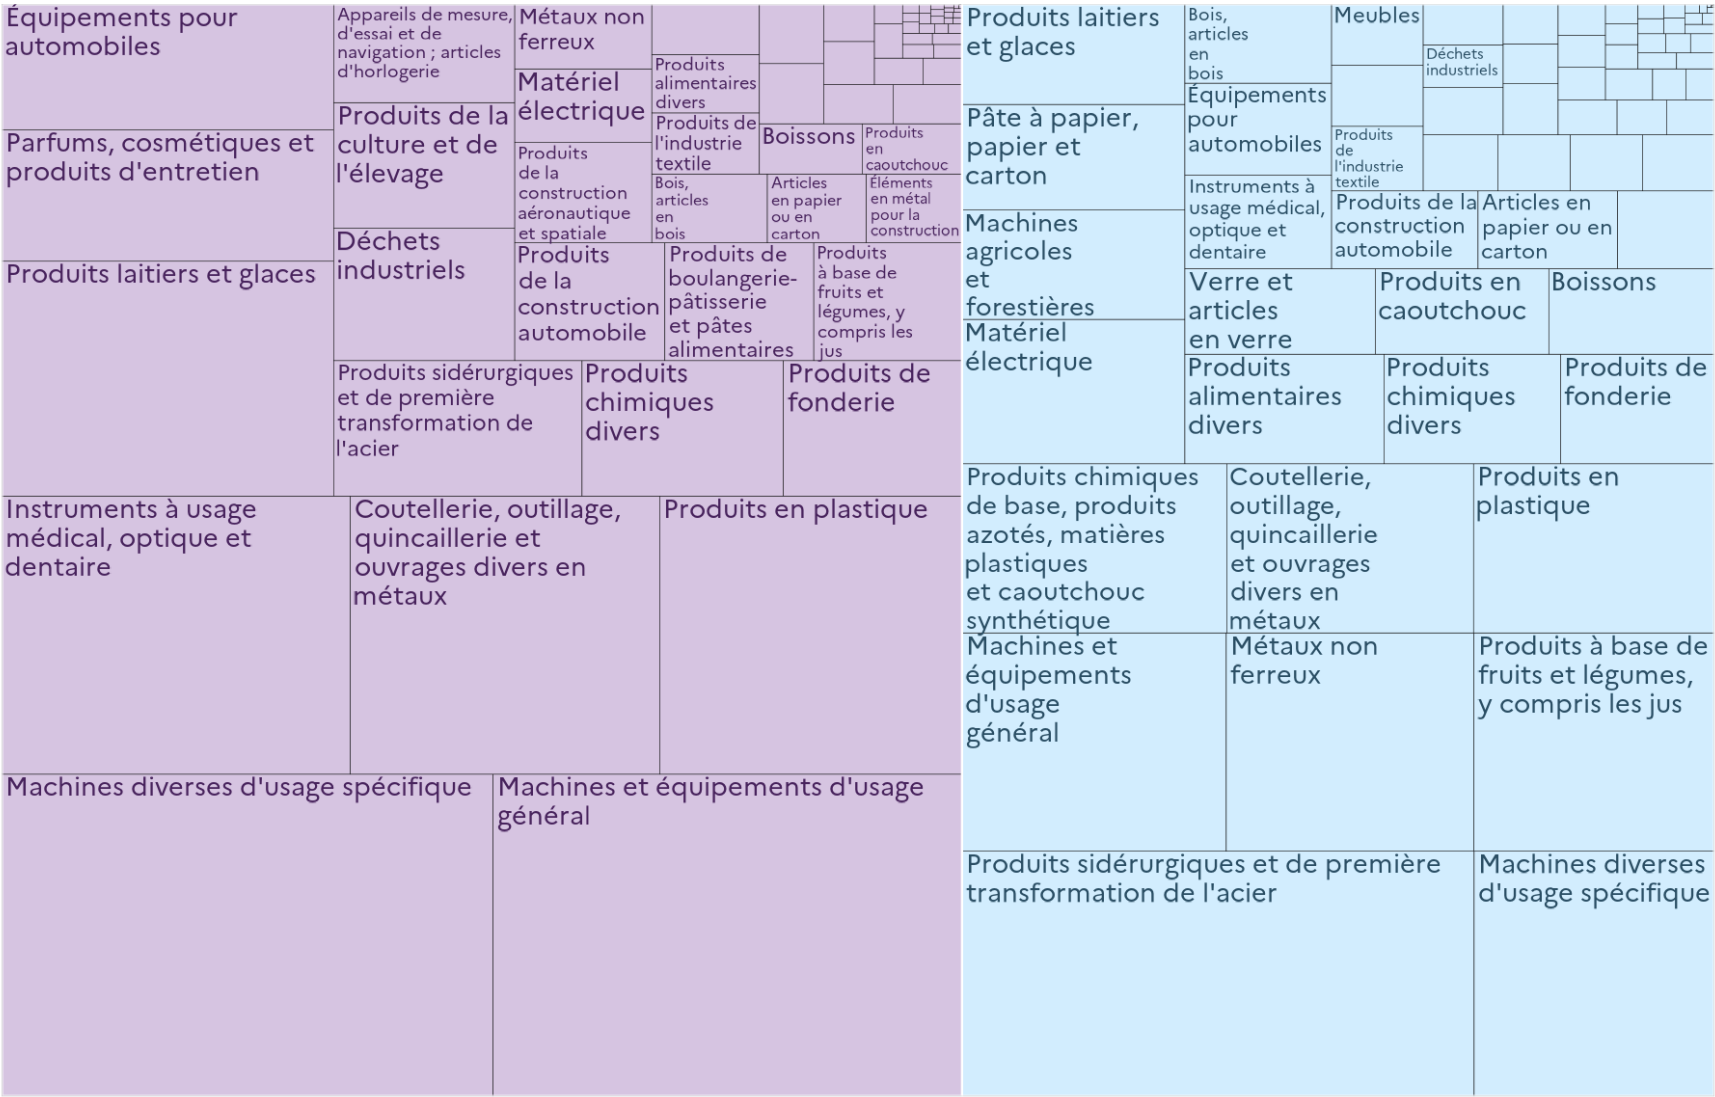 Équipements pour
automobiles
Parfums, cosmétiques et
produits d'entretien
Produits laitiers et glaces
Appareils de mesure,
d'essai et de
navigation ; articles
d'horlogerie
Produits de la
culture et de
l'élevage
Déchets
industriels
Métaux non
ferreux
Matériel
électrique
Produits
de la
construction
aéronautique
et spatiale
Produits
alimentaires
divers
Produits de
l'industrie
textile
Boissons
Produits
en
caoutchouc
Bois,
articles
en
bois
Articles
en papier
ou en
carton
Éléments
en métal
pour la
construction
Produits
de la
construction
automobile
Produits de
boulangerie-
pâtisserie
et pâtes
alimentaires
Produits
à base de
fruits et
légumes, y
compris les
jus
Produits sidérurgiques
et de première
transformation de
l'acier
Produits
chimiques
divers
Produits de
fonderie
Instruments à usage
médical, optique et
dentaire
Coutellerie, outillage,
quincaillerie et
ouvrages divers en
métaux
Produits en plastique
Machines diverses d'usage spécifique
Machines et équipements d'usage
général
Produits laitiers
et glaces
Pâte à papier,
papier et
carton
Machines
agricoles
et
forestières
Matériel
électrique
Bois,
articles
en
bois
Équipements
pour
automobiles
Instruments à
usage médical,
optique et
dentaire
Meubles
Déchets
industriels
Produits
de
l'industrie
textile
Produits de la
construction
automobile
Articles en
papier ou en
carton
Verre et
articles
en verre
Produits en
caoutchouc
Boissons
Produits
alimentaires
divers
Produits
chimiques
divers
Produits de
fonderie
Produits chimiques
de base, produits
azotés, matières
plastiques
et caoutchouc
synthétique
Coutellerie,
outillage,
quincaillerie
et ouvrages
divers en
métaux
Produits en
plastique
Machines et
équipements
d'usage
général
Métaux non
ferreux
Produits à base de
fruits et légumes,
y compris les jus
Produits sidérurgiques et de première
transformation de l'acier
Machines diverses
d'usage spécifique